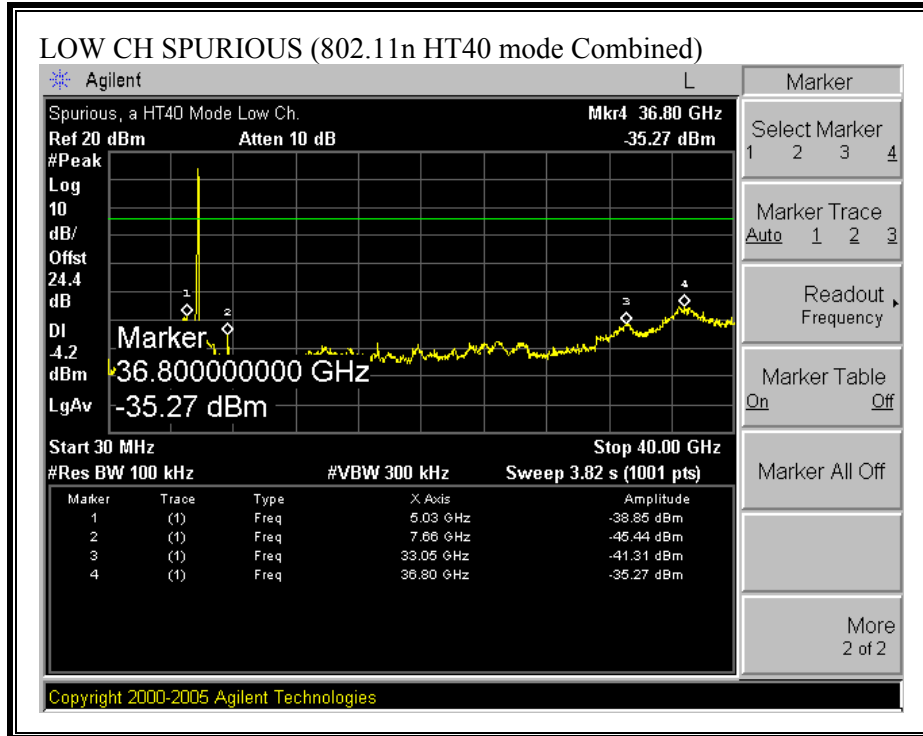 LOW CH SPURIOUS (802.11n HT40 mode Combined)
Agilent L Marker
Spurious, a HT40 Mode Low Ch. Mkr4 36.80 GHz
Ref 20 dBm Atten 10 dB -35.27 dBm
#Peak
Log
10
dB/
Offst
24.4
dB
DI
-4.2
dBm
LgAv
1
2
3
4
Marker
36.800000000 GHz
-35.27 dBm
Start 30 MHz Stop 40.00 GHz
#Res BW 100 kHz #VBW 300 kHz Sweep 3.82 s (1001 pts)
Marker Trace Type X Axis Amplitude
1 (1) Freq 5.03 GHz -38.85 dBm
2 (1) Freq 7.66 GHz -45.44 dBm
3 (1) Freq 33.05 GHz -41.31 dBm
4 (1) Freq 36.80 GHz -35.27 dBm
Select Marker
1 2 3 4
Marker Trace
Auto 1 2 3
Readout
Frequency
Marker Table
On Off
Marker All Off
More
2 of 2
Copyright 2000-2005 Agilent Technologies